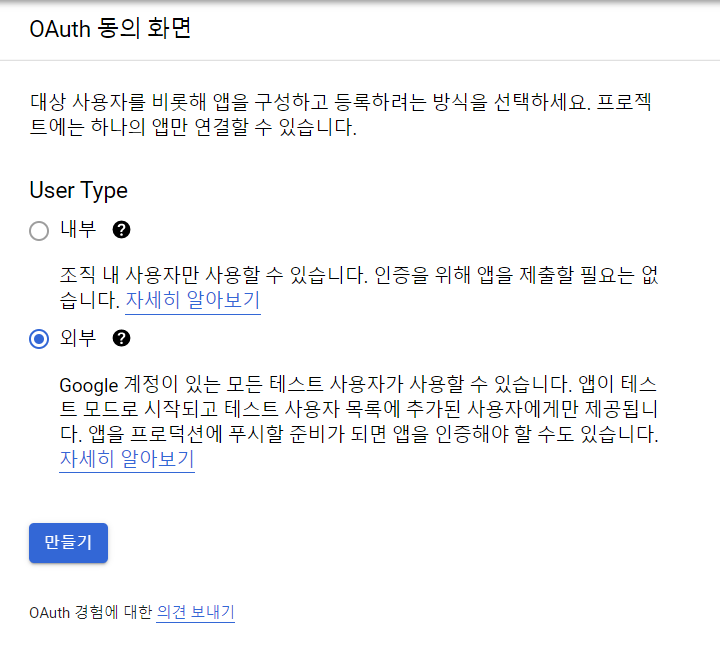 OAuth 동의 화면
대상 사용자를 비롯해 앱을 구성하고 등록하려는 방식을 선택하세요. 프로젝
트에는 하나의 앱만 연결할 수 있습니다.
User Type
내부
조직 내 사용자만 사용할 수 있습니다. 인증을 위해 앱을 제출할 필요는 없
습니다. 자세히 알아보기
외부
Google 계정이 있는 모든 테스트 사용자가 사용할 수 있습니다. 앱이 테스
트 모드로 시작되고 테스트 사용자 목록에 추가된 사용자에게만 제공됩니
다. 앱을 프로덕션에 푸시할 준비가 되면 앱을 인증해야 할 수도 있습니다.
자세히 알아보기
만들기
OAuth 경험에 대한 의견 보내기